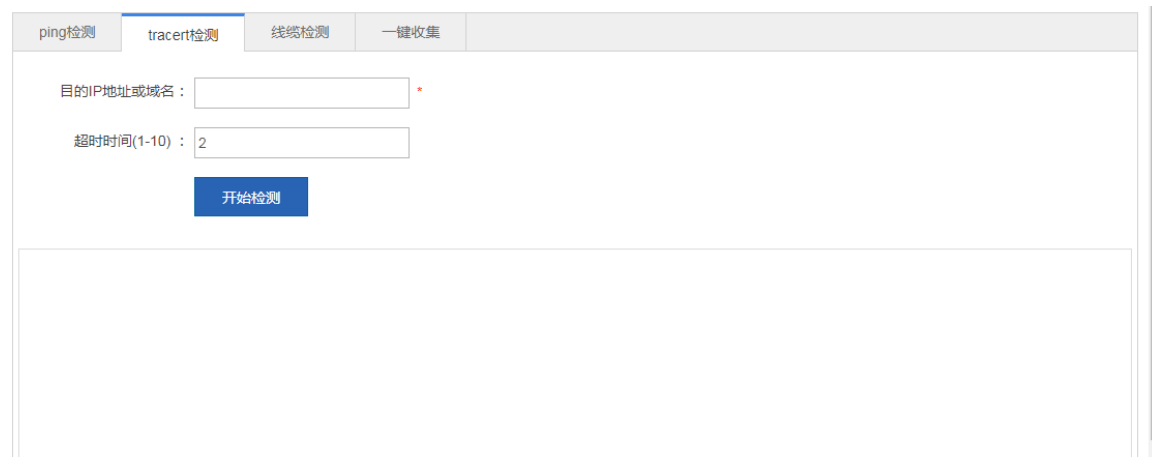 ping检测 tracert检测 线缆检测 一键收集
目的IP地址或域名： *
超时时间(1-10) ： 2
开始检测